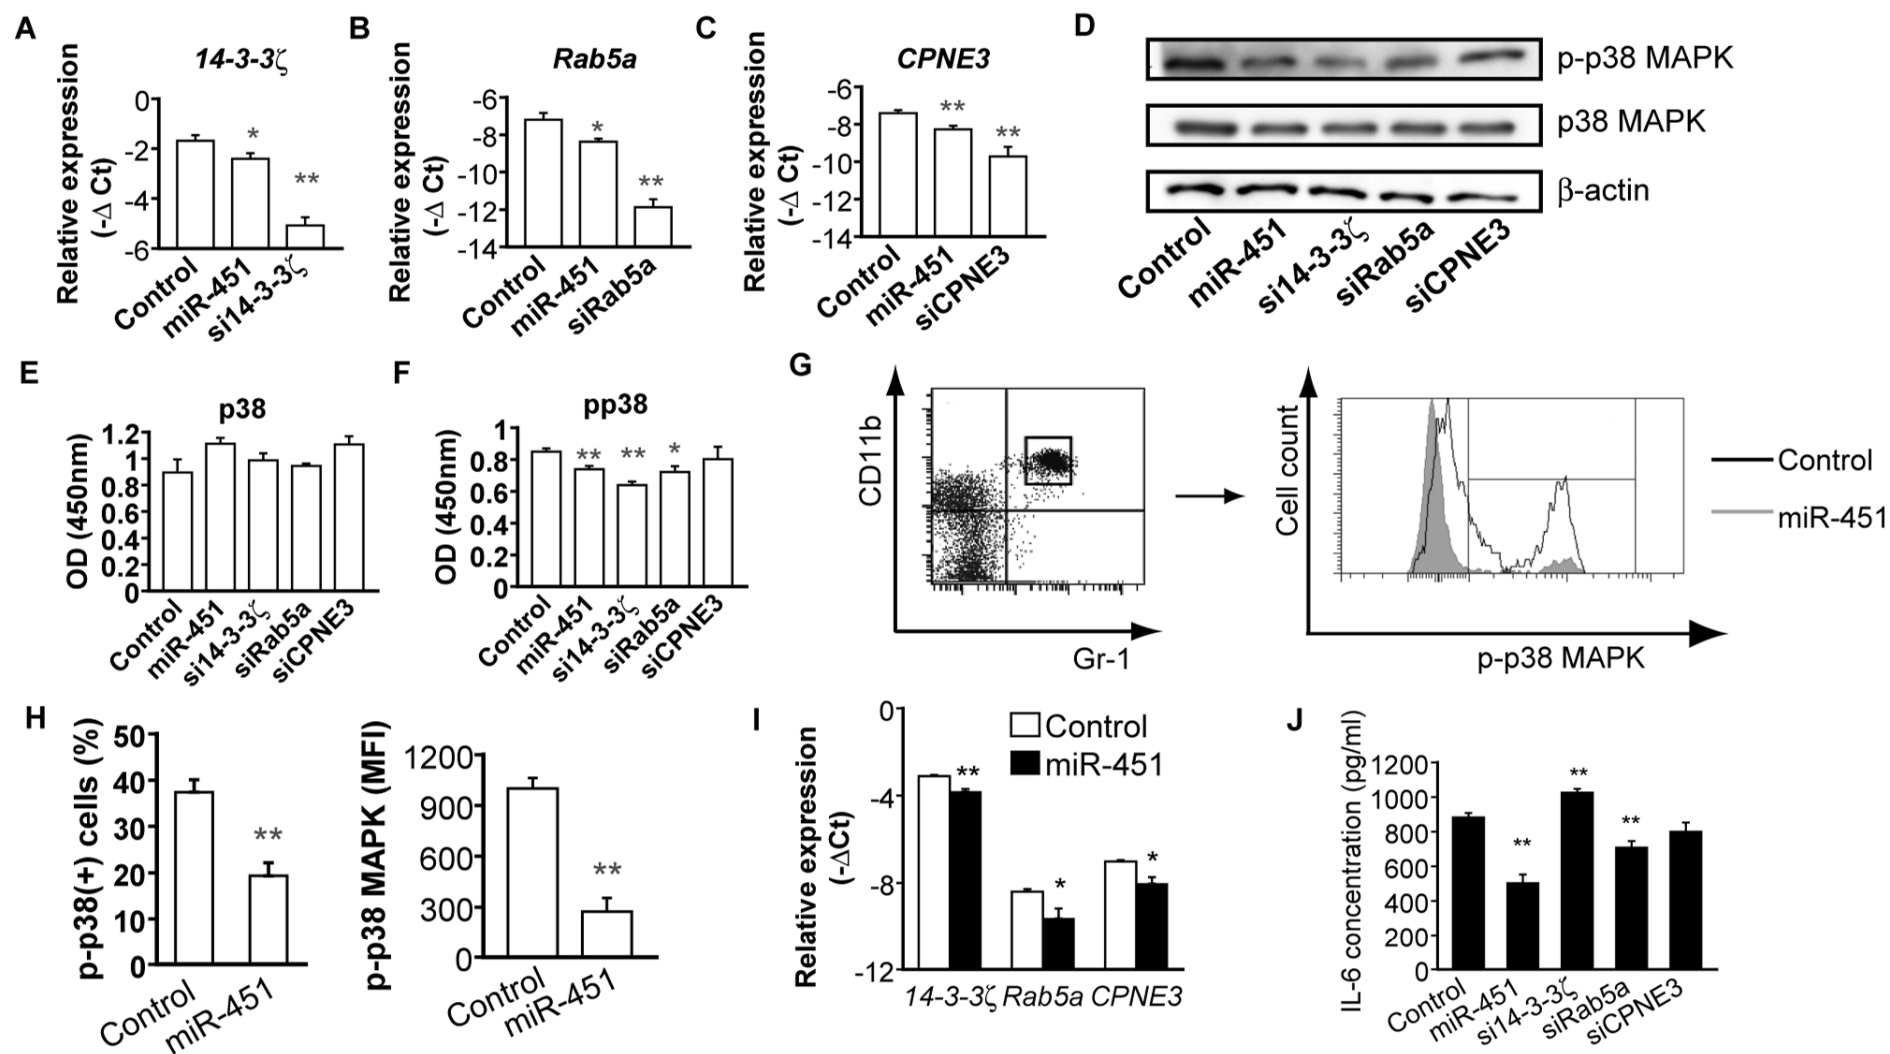 A
14-3-3ζ
Relative expression
(-Δ Ct)
0
-2
-4
-6
*
**
Control
miR-451
si14-3-3ζ
B
Rab5a
Relative expression
(-Δ Ct)
-6
-8
-10
-12
-14
*
**
Control
miR-451
siRab5a
C
CPNE3
Relative expression
(-Δ Ct)
-6
-8
-10
-12
-14
**
**
Control
miR-451
siCPNE3
D
p-p38 MAPK
p38 MAPK
β-actin
Control
miR-451
si14-3-3ζ
siRab5a
siCPNE3
E
p38
OD (450nm)
1.2
1
0.8
0.6
0.4
0.2
0
Control
miR-451
si14-3-3ζ
siRab5a
siCPNE3
F
pp38
OD (450nm)
1
0.8
0.6
0.4
0.2
0
**
**
*
Control
miR-451
si14-3-3ζ
siRab5a
siCPNE3
G
CD11b
Gr-1
Cell count
p-p38 MAPK
Control
miR-451
H
p-p38(+) cells (%)
50
40
30
20
10
0
**
Control
miR-451
p-p38 MAPK (MFI)
1200
900
600
300
0
**
Control
miR-451
I
Relative expression
(-ΔCt)
0
-4
-8
-12
Control
miR-451
**
*
*
14-3-3ζ Rab5a CPNE3
J
IL-6 concentration (pg/ml)
1200
1000
800
600
400
200
0
**
**
**
Control
miR-451
si14-3-3ζ
siRab5a
siCPNE3